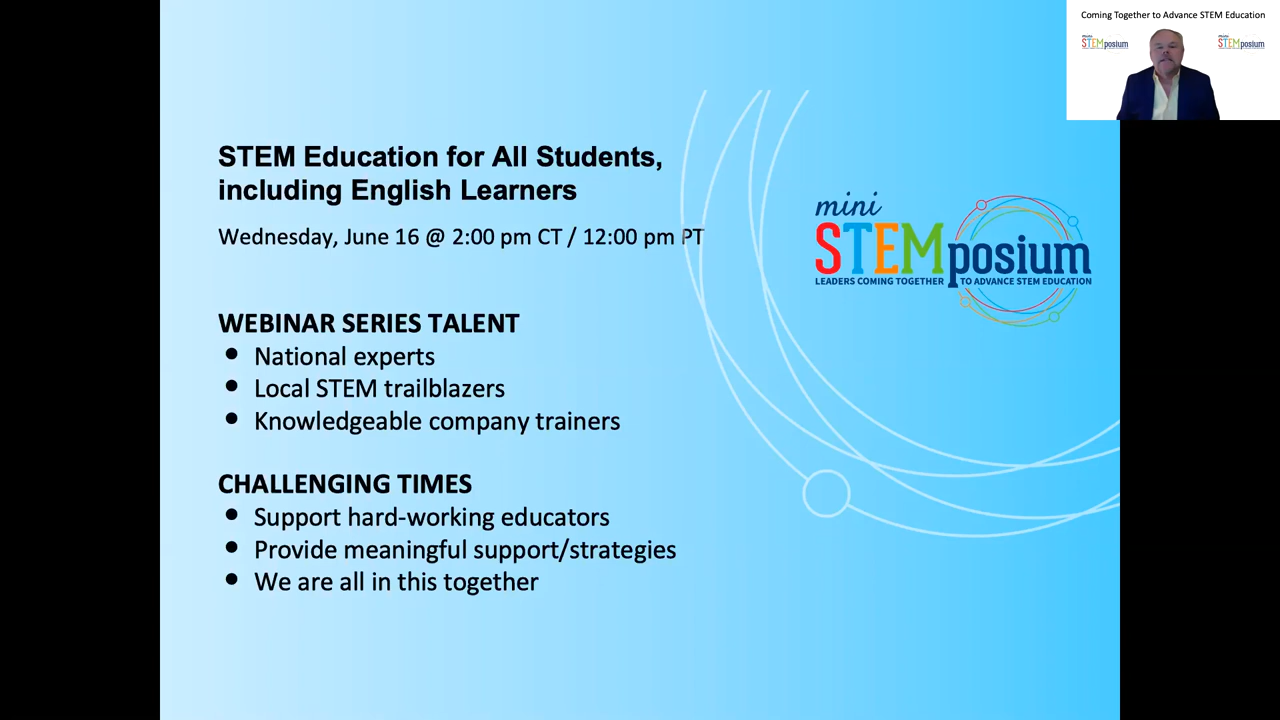 Coming Together to Advance STEM Education
STEMposium
STEMposium
STEM Education for All Students,
including English Learners
Wednesday, June 16 @ 2:00 pm CT / 12:00 pm PT
mini
STEMposium
LEADERS COMING TOGETHER TO ADVANCE STEM EDUCATION
WEBINAR SERIES TALENT
• National experts
• Local STEM trailblazers
• Knowledgeable company trainers
CHALLENGING TIMES
• Support hard-working educators
• Provide meaningful support/strategies
• We are all in this together